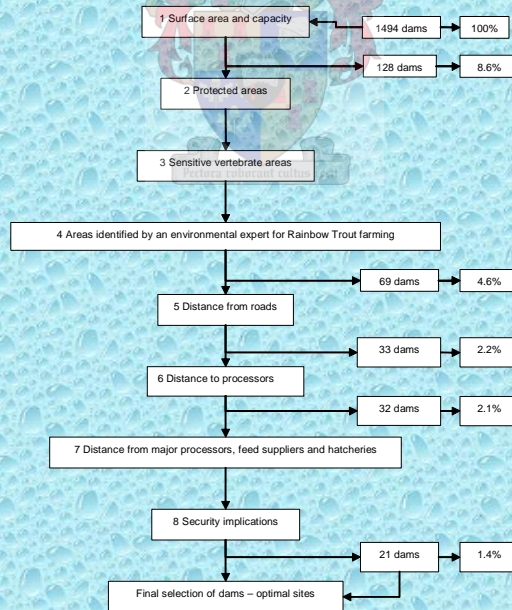 1 Surface area and capacity
1494 dams 100%
128 dams 8.6%
2 Protected areas
3 Sensitive vertebrate areas
Pectora roborant cultus recti
4 Areas identified by an environmental expert for Rainbow Trout farming
69 dams 4.6%
5 Distance from roads
33 dams 2.2%
6 Distance to processors
32 dams 2.1%
7 Distance from major processors, feed suppliers and hatcheries
8 Security implications
21 dams 1.4%
Final selection of dams – optimal sites